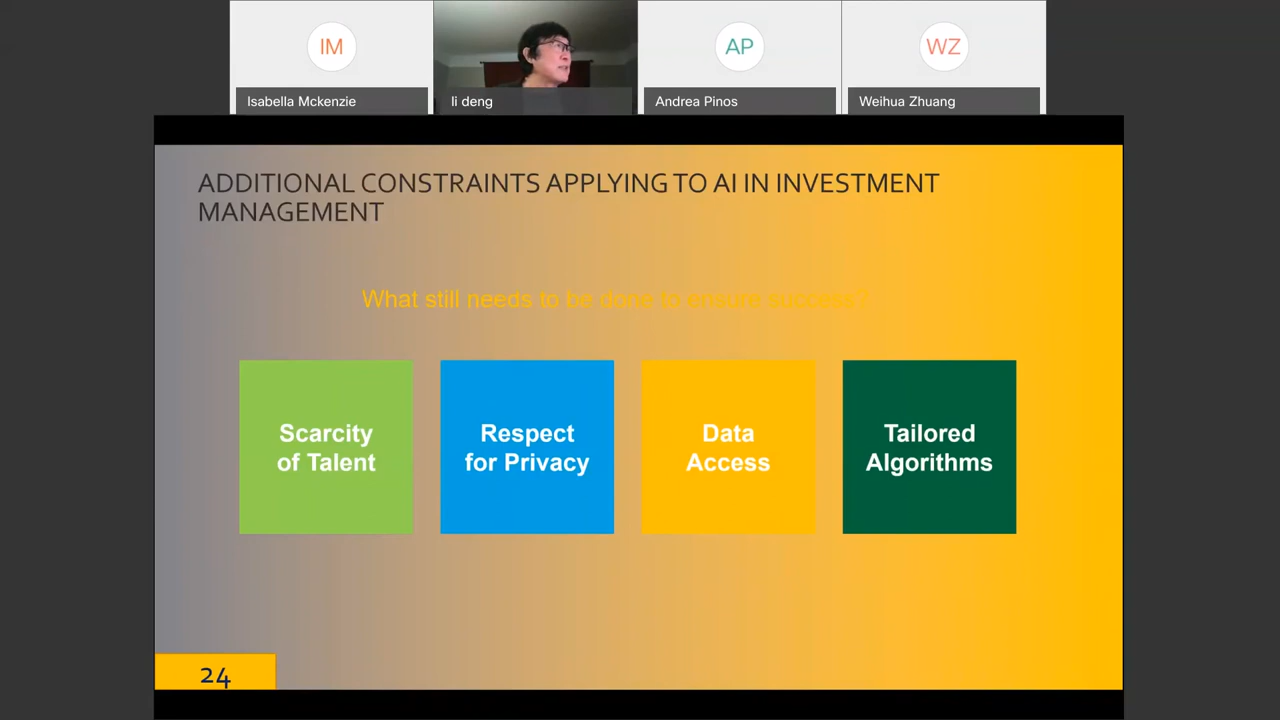 IM
AP
WZ
Isabella Mckenzie
li deng
Andrea Pinos
Weihua Zhuang
ADDITIONAL CONSTRAINTS APPLYING TO AI IN INVESTMENT
MANAGEMENT
What still needs to be done to ensure success?
Scarcity
of Talent
Respect
for Privacy
Data
Access
Tailored
Algorithms
24